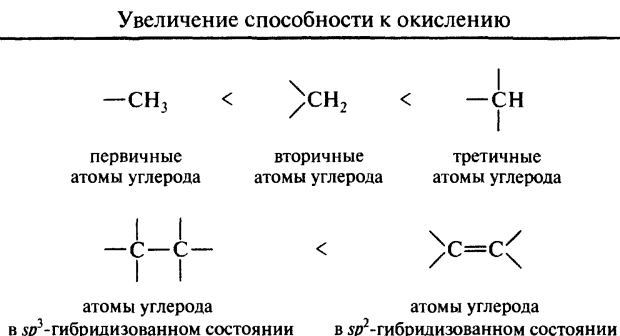 Увеличение способности к окислению
—CH₃ < >CH₂ < —CH
первичные вторичные третичные
атомы углерода атомы углерода атомы углерода
—C—C— < >C=C<
атомы углерода атомы углерода
в sp³-гибридизованном состоянии в sp²-гибридизованном состоянии